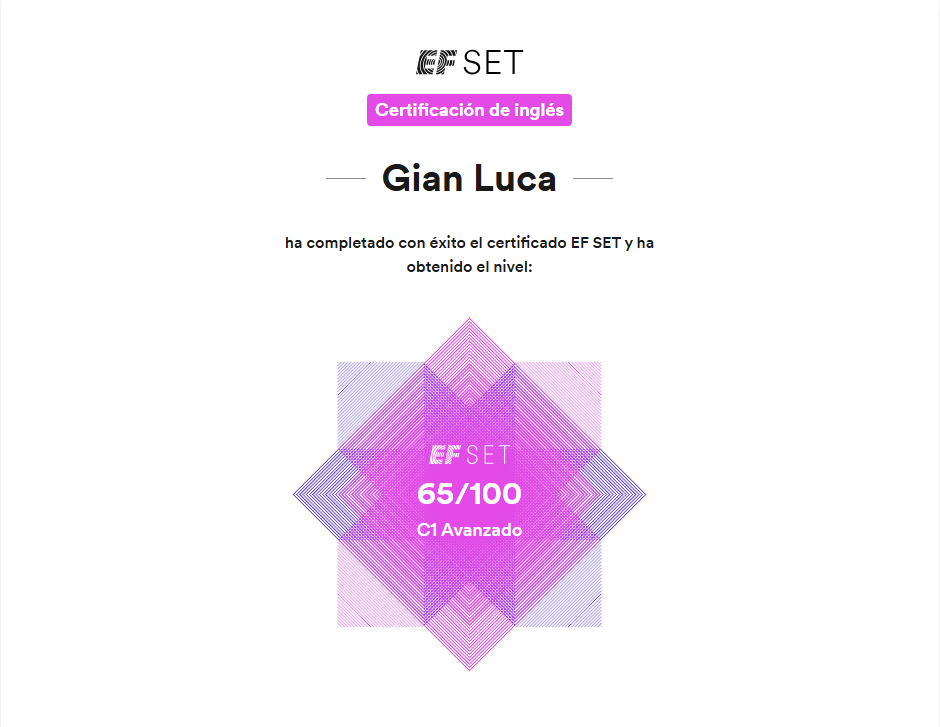 EF SET
Certificación de inglés
Gian Luca
ha completado con éxito el certificado EF SET y ha
obtenido el nivel:
EF SET
65/100
C1 Avanzado